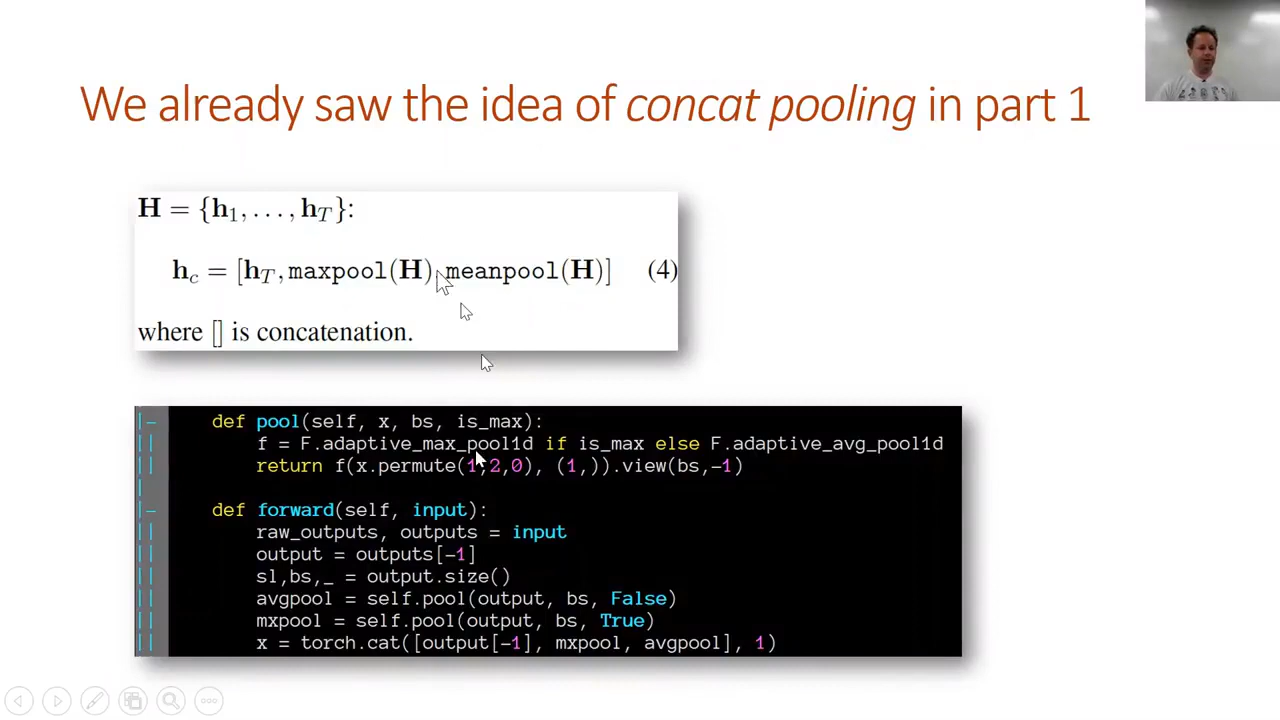 We already saw the idea of concat pooling in part 1
H = {h1, . . . , hT}:
hc = [hT, maxpool(H), meanpool(H)] (4)
where [] is concatenation.
def pool(self, x, bs, is_max):
f = F.adaptive_max_pool1d if is_max else F.adaptive_avg_pool1d
return f(x.permute(1,2,0), (1,)).view(bs,-1)
def forward(self, input):
raw_outputs, outputs = input
output = outputs[-1]
sl,bs,_ = output.size()
avgpool = self.pool(output, bs, False)
mxpool = self.pool(output, bs, True)
x = torch.cat([output[-1], mxpool, avgpool], 1)